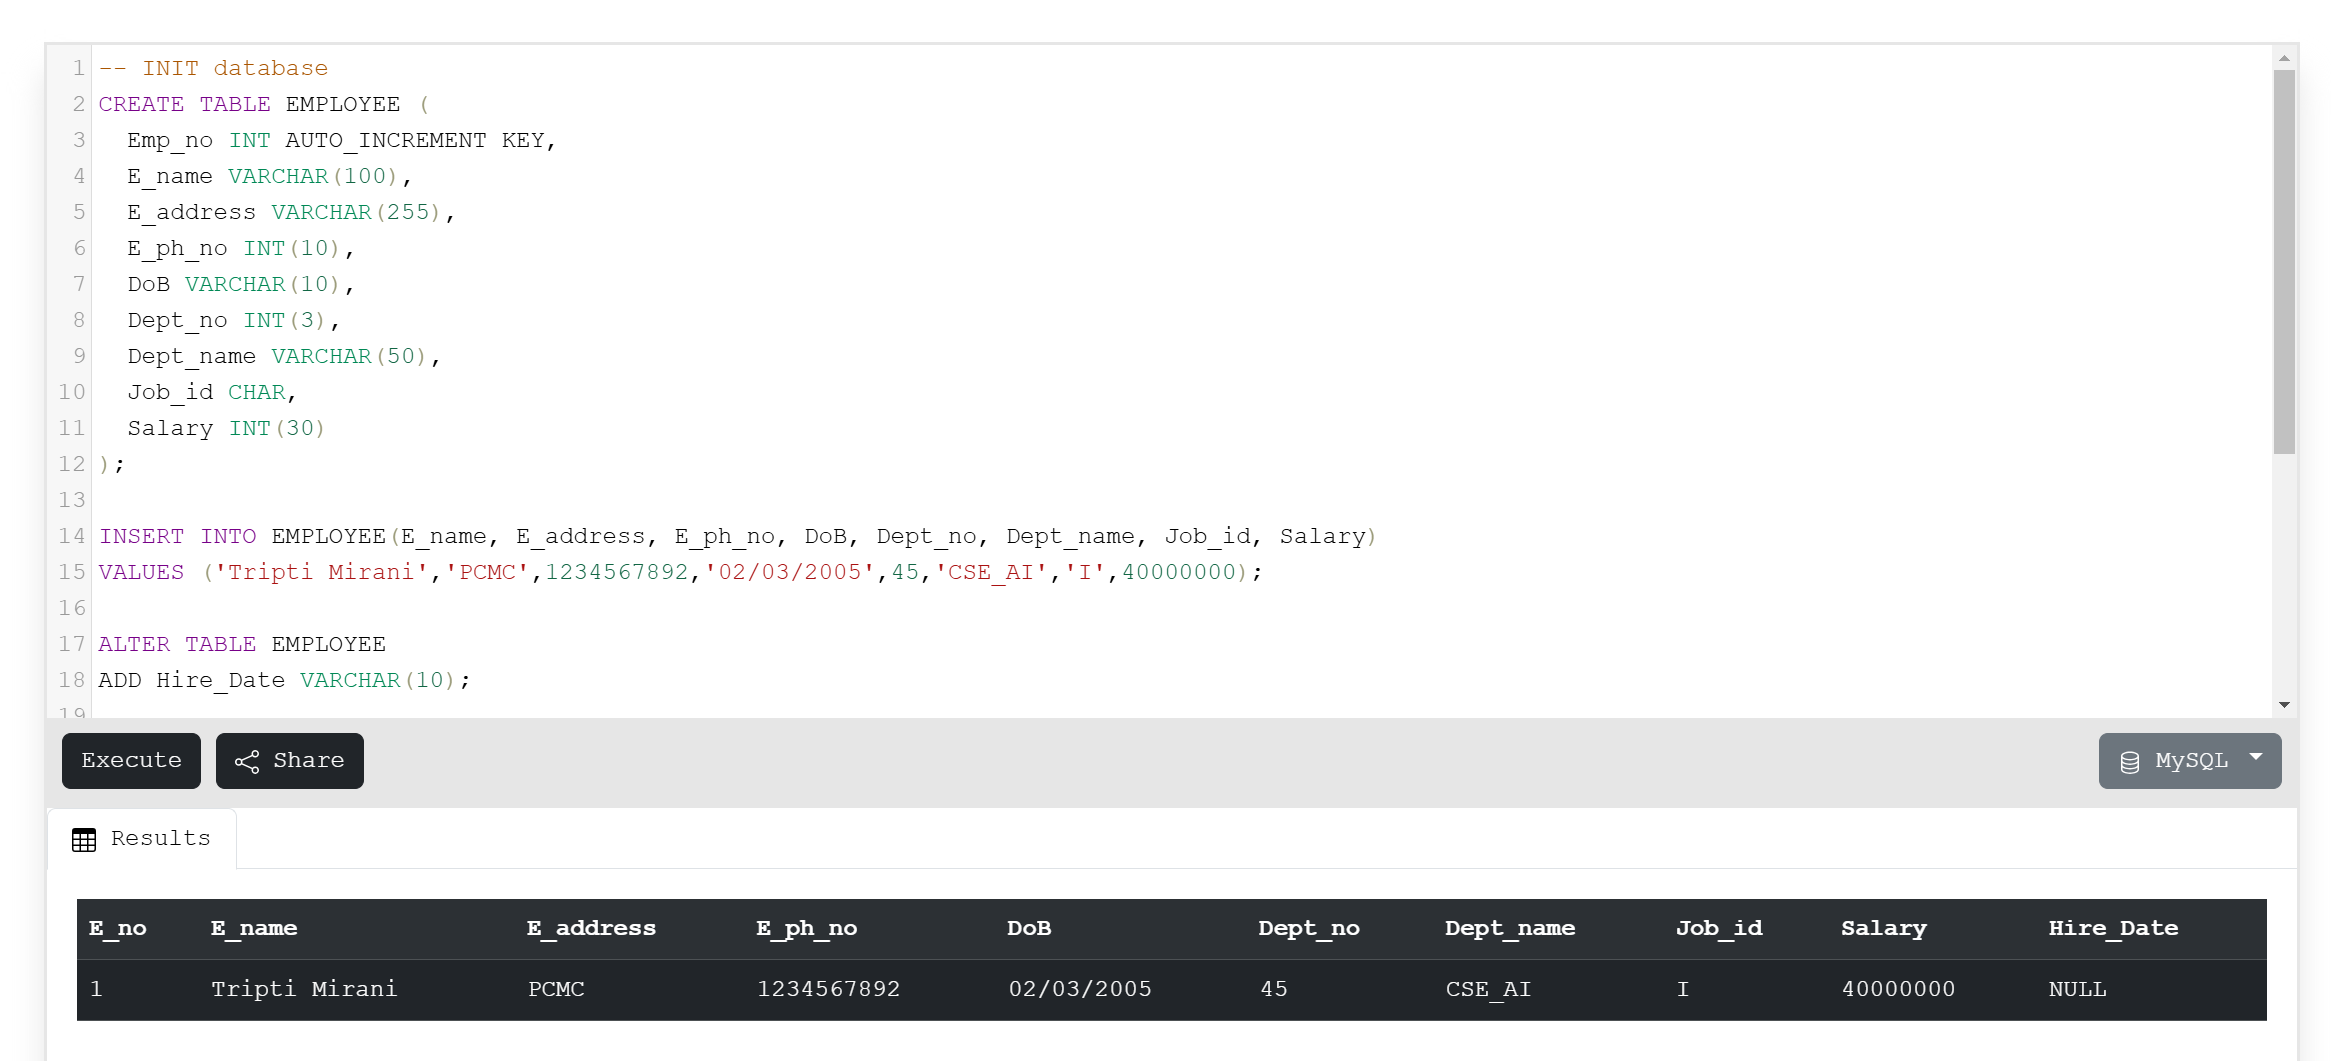 1 -- INIT database
2 CREATE TABLE EMPLOYEE (
3 Emp_no INT AUTO_INCREMENT KEY,
4 E_name VARCHAR(100),
5 E_address VARCHAR(255),
6 E_ph_no INT(10),
7 DoB VARCHAR(10),
8 Dept_no INT(3),
9 Dept_name VARCHAR(50),
10 Job_id CHAR,
11 Salary INT(30)
12 );
13
14 INSERT INTO EMPLOYEE(E_name, E_address, E_ph_no, DoB, Dept_no, Dept_name, Job_id, Salary)
15 VALUES ('Tripti Mirani','PCMC',1234567892,'02/03/2005',45,'CSE_AI','I',40000000);
16
17 ALTER TABLE EMPLOYEE
18 ADD Hire_Date VARCHAR(10);
19
Execute Share MySQL
Results
E_no E_name E_address E_ph_no DoB Dept_no Dept_name Job_id Salary Hire_Date
1 Tripti Mirani PCMC 1234567892 02/03/2005 45 CSE_AI I 40000000 NULL